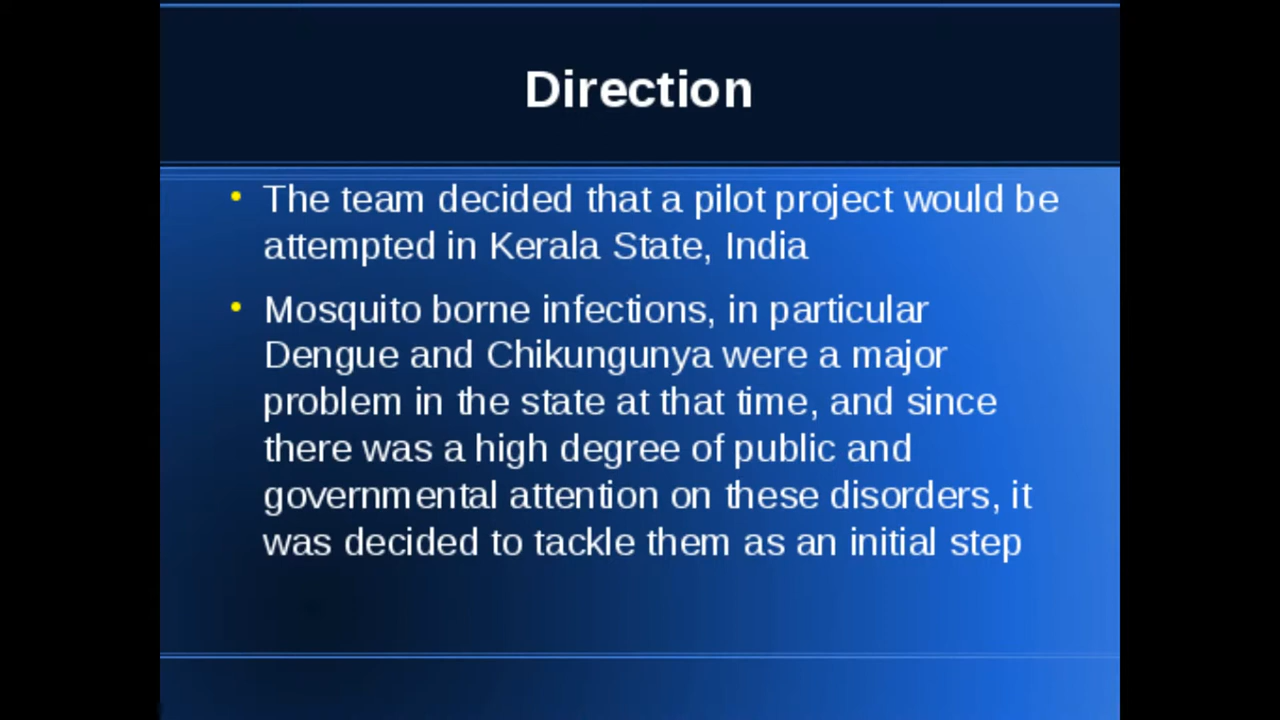 Direction
• The team decided that a pilot project would be
attempted in Kerala State, India
• Mosquito borne infections, in particular
Dengue and Chikungunya were a major
problem in the state at that time, and since
there was a high degree of public and
governmental attention on these disorders, it
was decided to tackle them as an initial step